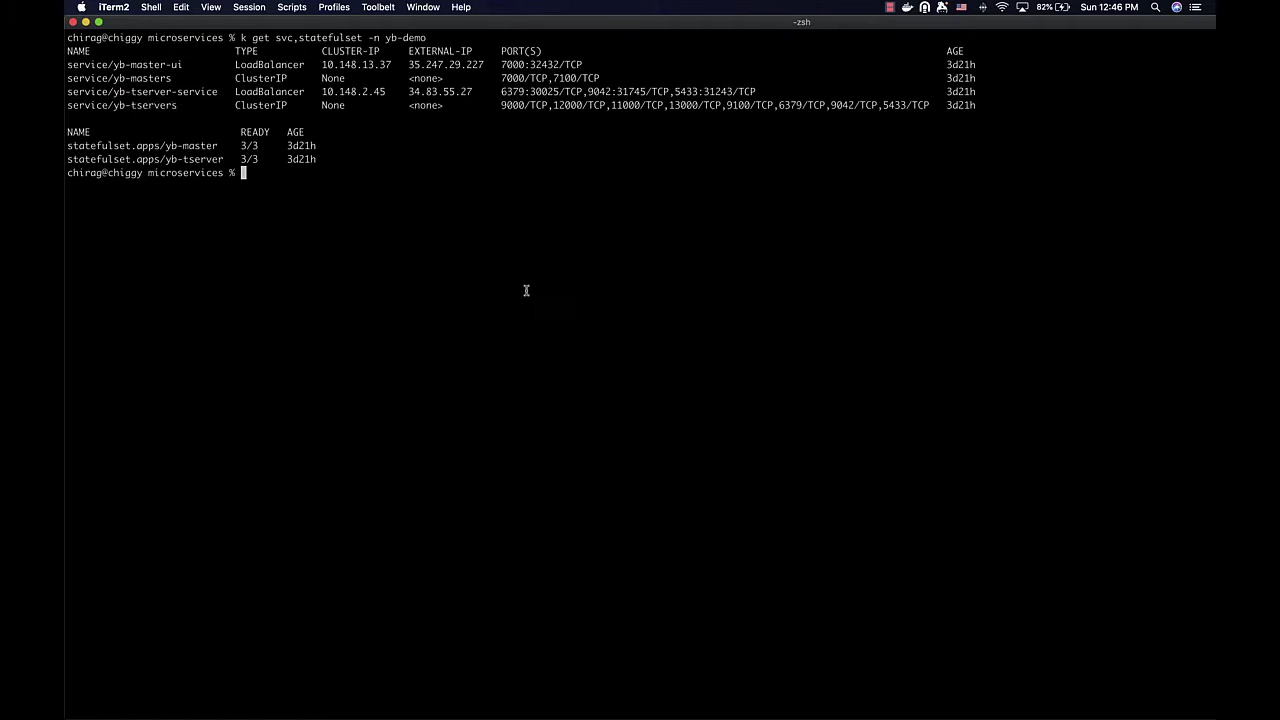 iTerm2 Shell Edit View Session Scripts Profiles Toolbelt Window Help 82% Sun 12:46 PM
-zsh
chirag@chiggy microservices % k get svc,statefulset -n yb-demo
NAME TYPE CLUSTER-IP EXTERNAL-IP PORT(S) AGE
service/yb-master-ui LoadBalancer 10.148.13.37 35.247.29.227 7000:32432/TCP 3d21h
service/yb-masters ClusterIP None <none> 7000/TCP,7100/TCP 3d21h
service/yb-tserver-service LoadBalancer 10.148.2.45 34.83.55.27 6379:30025/TCP,9042:31745/TCP,5433:31243/TCP 3d21h
service/yb-tservers ClusterIP None <none> 9000/TCP,12000/TCP,11000/TCP,13000/TCP,9100/TCP,6379/TCP,9042/TCP,5433/TCP 3d21h
NAME READY AGE
statefulset.apps/yb-master 3/3 3d21h
statefulset.apps/yb-tserver 3/3 3d21h
chirag@chiggy microservices %